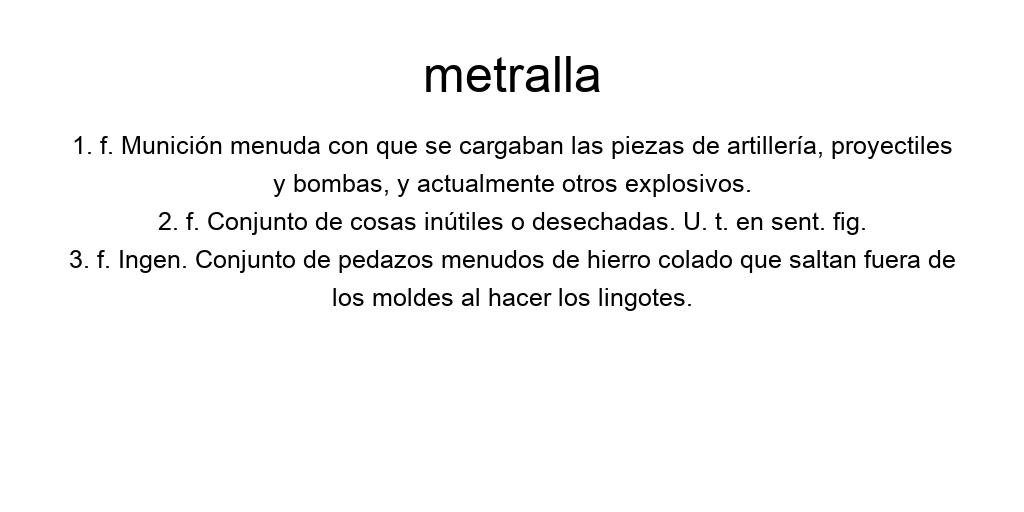 metralla
1. f. Munición menuda con que se cargaban las piezas de artillería, proyectiles
y bombas, y actualmente otros explosivos.
2. f. Conjunto de cosas inútiles o desechadas. U. t. en sent. fig.
3. f. Ingen. Conjunto de pedazos menudos de hierro colado que saltan fuera de
los moldes al hacer los lingotes.